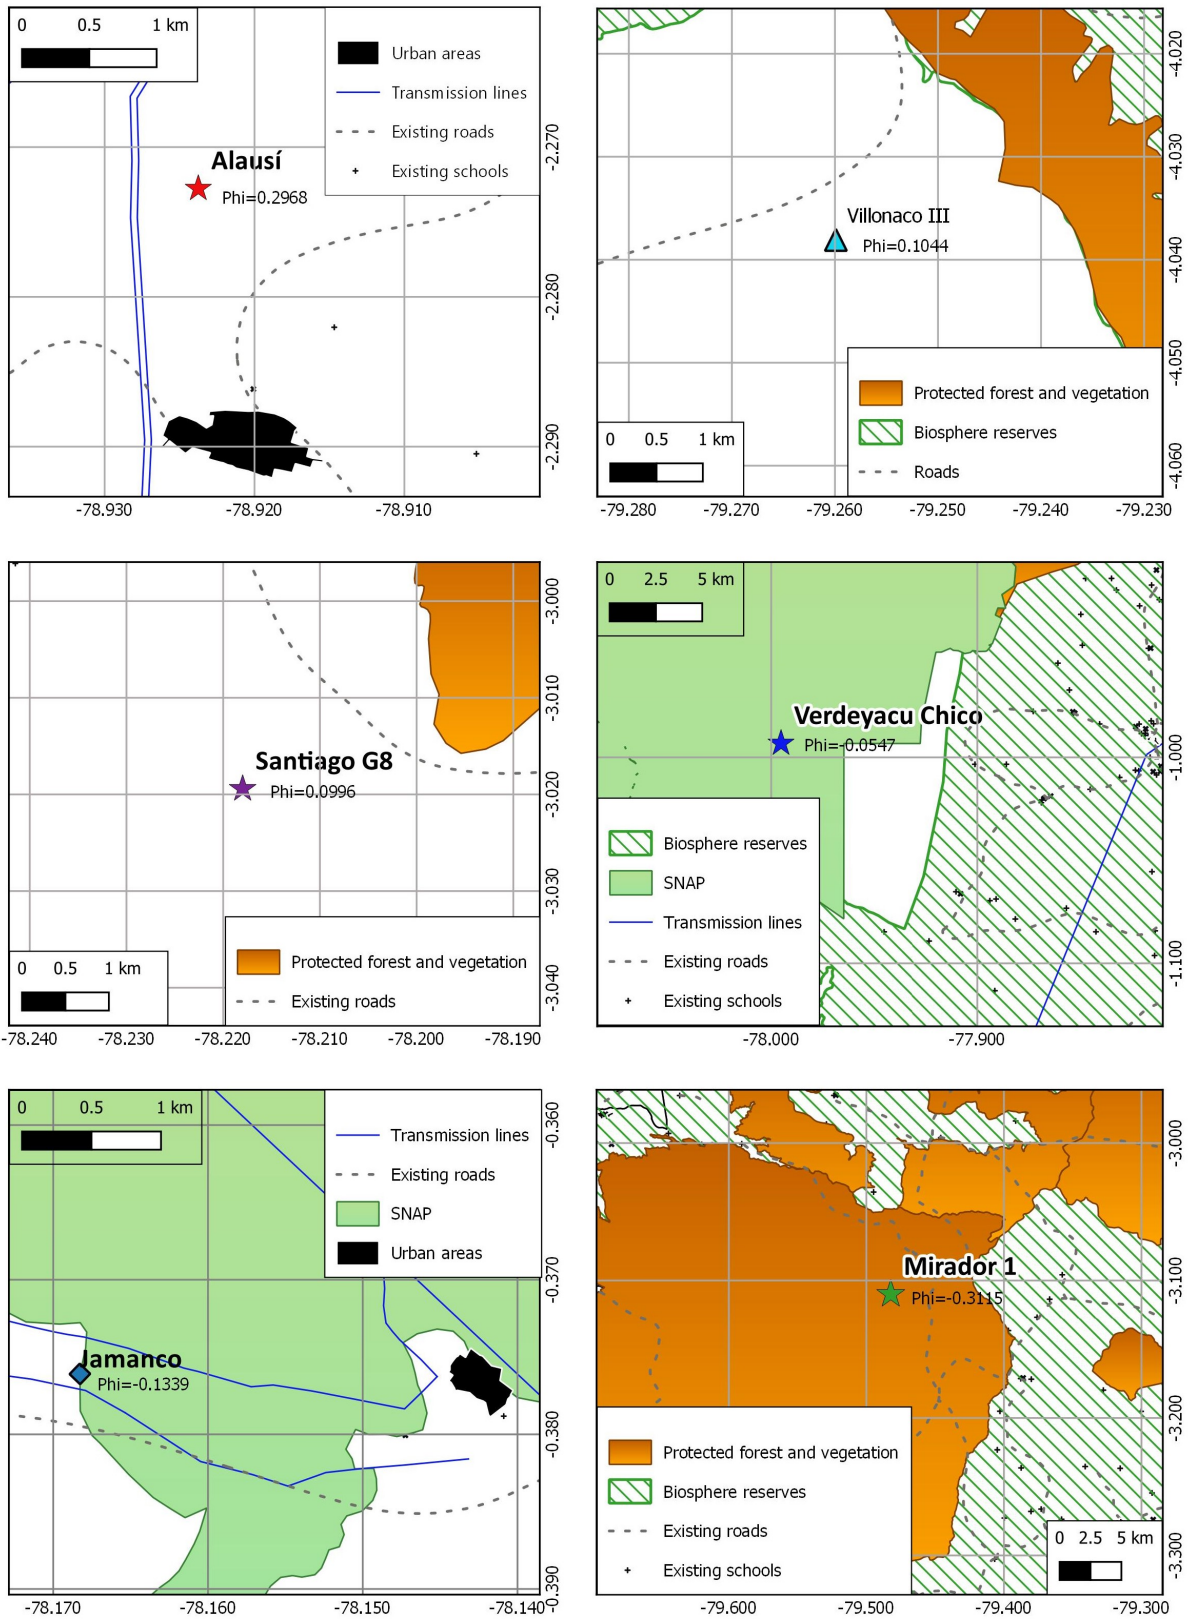 0 0.5 1 km
Urban areas
Transmission lines
Existing roads
Existing schools
Alausí
Phi=0.2968
-2.270
-2.280
-2.290
-78.930 -78.920 -78.910
Villonaco III
Phi=0.1044
Protected forest and vegetation
Biosphere reserves
Roads
0 0.5 1 km
-4.020
-4.030
-4.040
-4.050
-4.060
-79.280 -79.270 -79.260 -79.250 -79.240 -79.230
Santiago G8
Phi=0.0996
0 0.5 1 km
Protected forest and vegetation
Existing roads
-3.000
-3.010
-3.020
-3.030
-3.040
-78.240 -78.230 -78.220 -78.210 -78.200 -78.190
0 2.5 5 km
Verdeyacu Chico
Phi=-0.0547
Biosphere reserves
SNAP
Transmission lines
Existing roads
Existing schools
-1.000
-1.100
-78.000 -77.900
0 0.5 1 km
Transmission lines
Existing roads
SNAP
Urban areas
Jamanco
Phi=-0.1339
-0.360
-0.370
-0.380
-0.390
-78.170 -78.160 -78.150 -78.140
Mirador 1
Phi=-0.3115
Protected forest and vegetation
Biosphere reserves
Existing roads
Existing schools
0 2.5 5 km
-3.000
-3.100
-3.200
-3.300
-79.600 -79.500 -79.400 -79.300